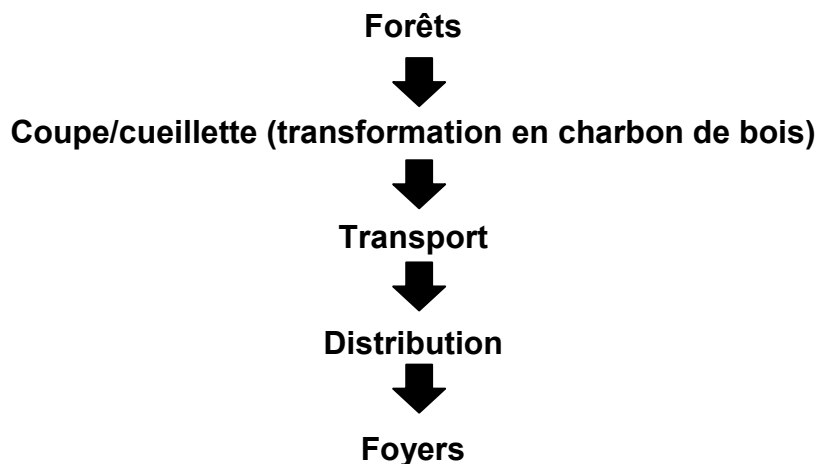 Forêts
Coupe/cueillette (transformation en charbon de bois)
Transport
Distribution
Foyers